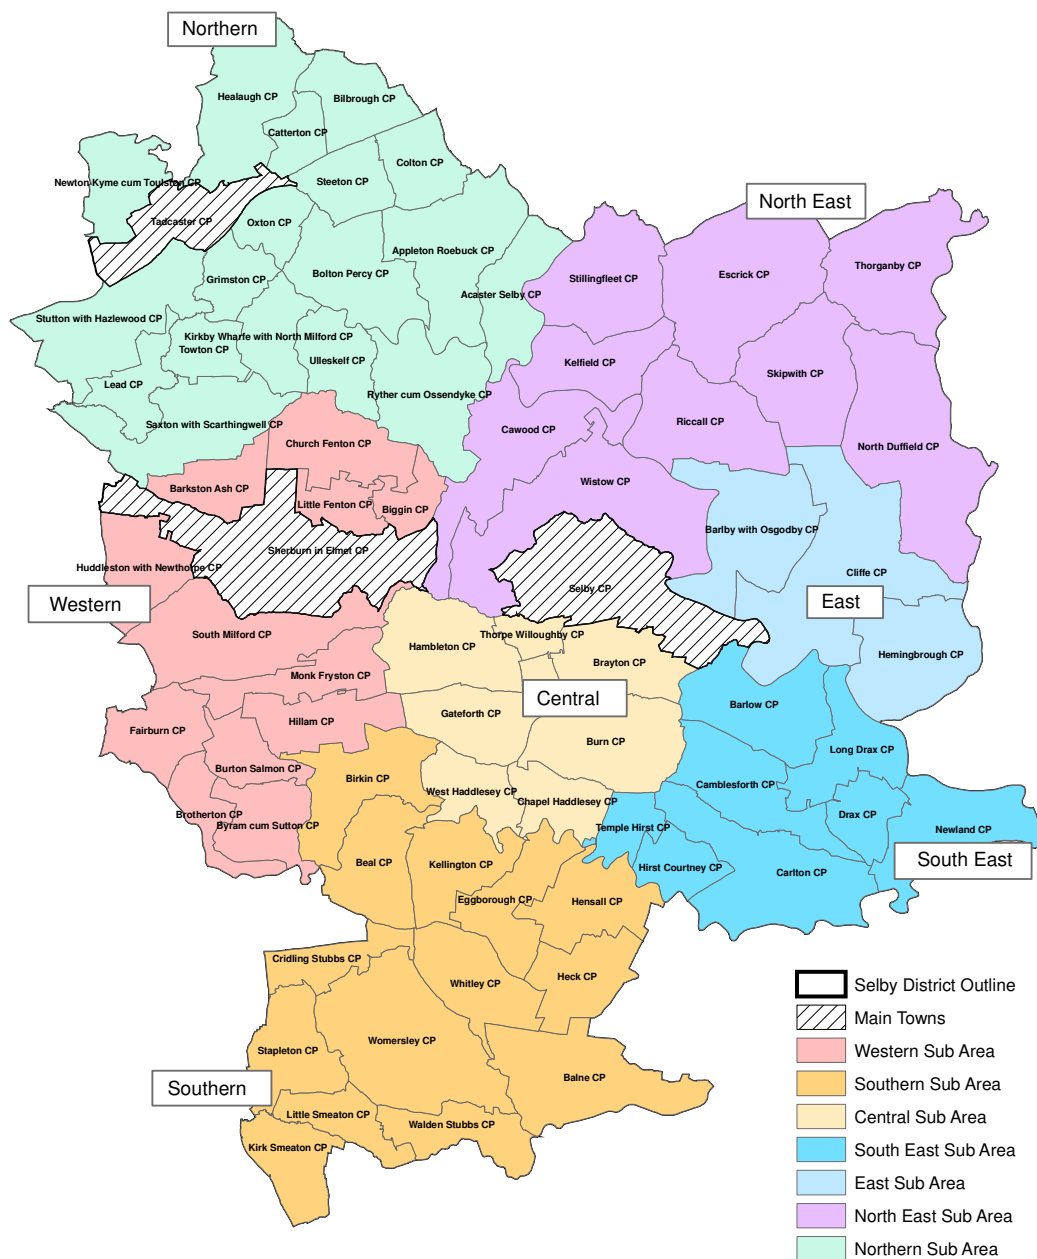 Northern
Healaugh CP
Bilbrough CP
Catterton CP
Colton CP
Newton Kyme cum Toulston CP
Steeton CP
Tadcaster CP
Oxton CP
North East
Appleton Roebuck CP
Bolton Percy CP
Grimston CP
Stillingfleet CP
Escrick CP
Thorganby CP
Acaster Selby CP
Stutton with Hazlewood CP
Kirkby Wharfe with North Milford CP
Towton CP
Ulleskelf CP
Kelfield CP
Skipwith CP
Lead CP
Ryther cum Ossendyke CP
Saxton with Scarthingwell CP
Cawood CP
Riccall CP
Church Fenton CP
North Duffield CP
Barkston Ash CP
Little Fenton CP
Biggin CP
Wistow CP
Barlby with Osgodby CP
Sherburn in Elmet CP
Huddleston with Newthorpe CP
Cliffe CP
Selby CP
Western
East
South Milford CP
Thorpe Willoughby CP
Hambleton CP
Brayton CP
Hemingbrough CP
Monk Fryston CP
Central
Barlow CP
Gateforth CP
Hillam CP
Fairburn CP
Burn CP
Long Drax CP
Burton Salmon CP
Birkin CP
West Haddlesey CP
Chapel Haddlesey CP
Camblesforth CP
Brotherton CP
Byram cum Sutton CP
Temple Hirst CP
Drax CP
Newland CP
Beal CP
Kellington CP
Hirst Courtney CP
Carlton CP
South East
Eggborough CP
Hensall CP
Cridling Stubbs CP
Whitley CP
Heck CP
Selby District Outline
Main Towns
Womersley CP
Stapleton CP
Western Sub Area
Southern
Balne CP
Southern Sub Area
Little Smeaton CP
Walden Stubbs CP
Central Sub Area
Kirk Smeaton CP
South East Sub Area
East Sub Area
North East Sub Area
Northern Sub Area